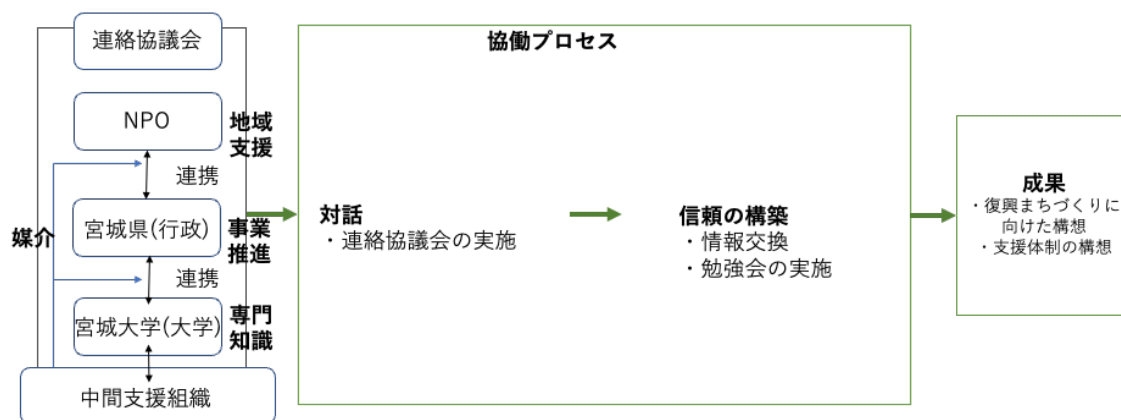 連絡協議会
NPO
地域
支援
連携
宮城県(行政)
事業
推進
媒介
連携
宮城大学(大学)
専門
知識
中間支援組織
協働プロセス
対話
・連絡協議会の実施
信頼の構築
・情報交換
・勉強会の実施
成果
・復興まちづくりに
向けた構想
・支援体制の構想